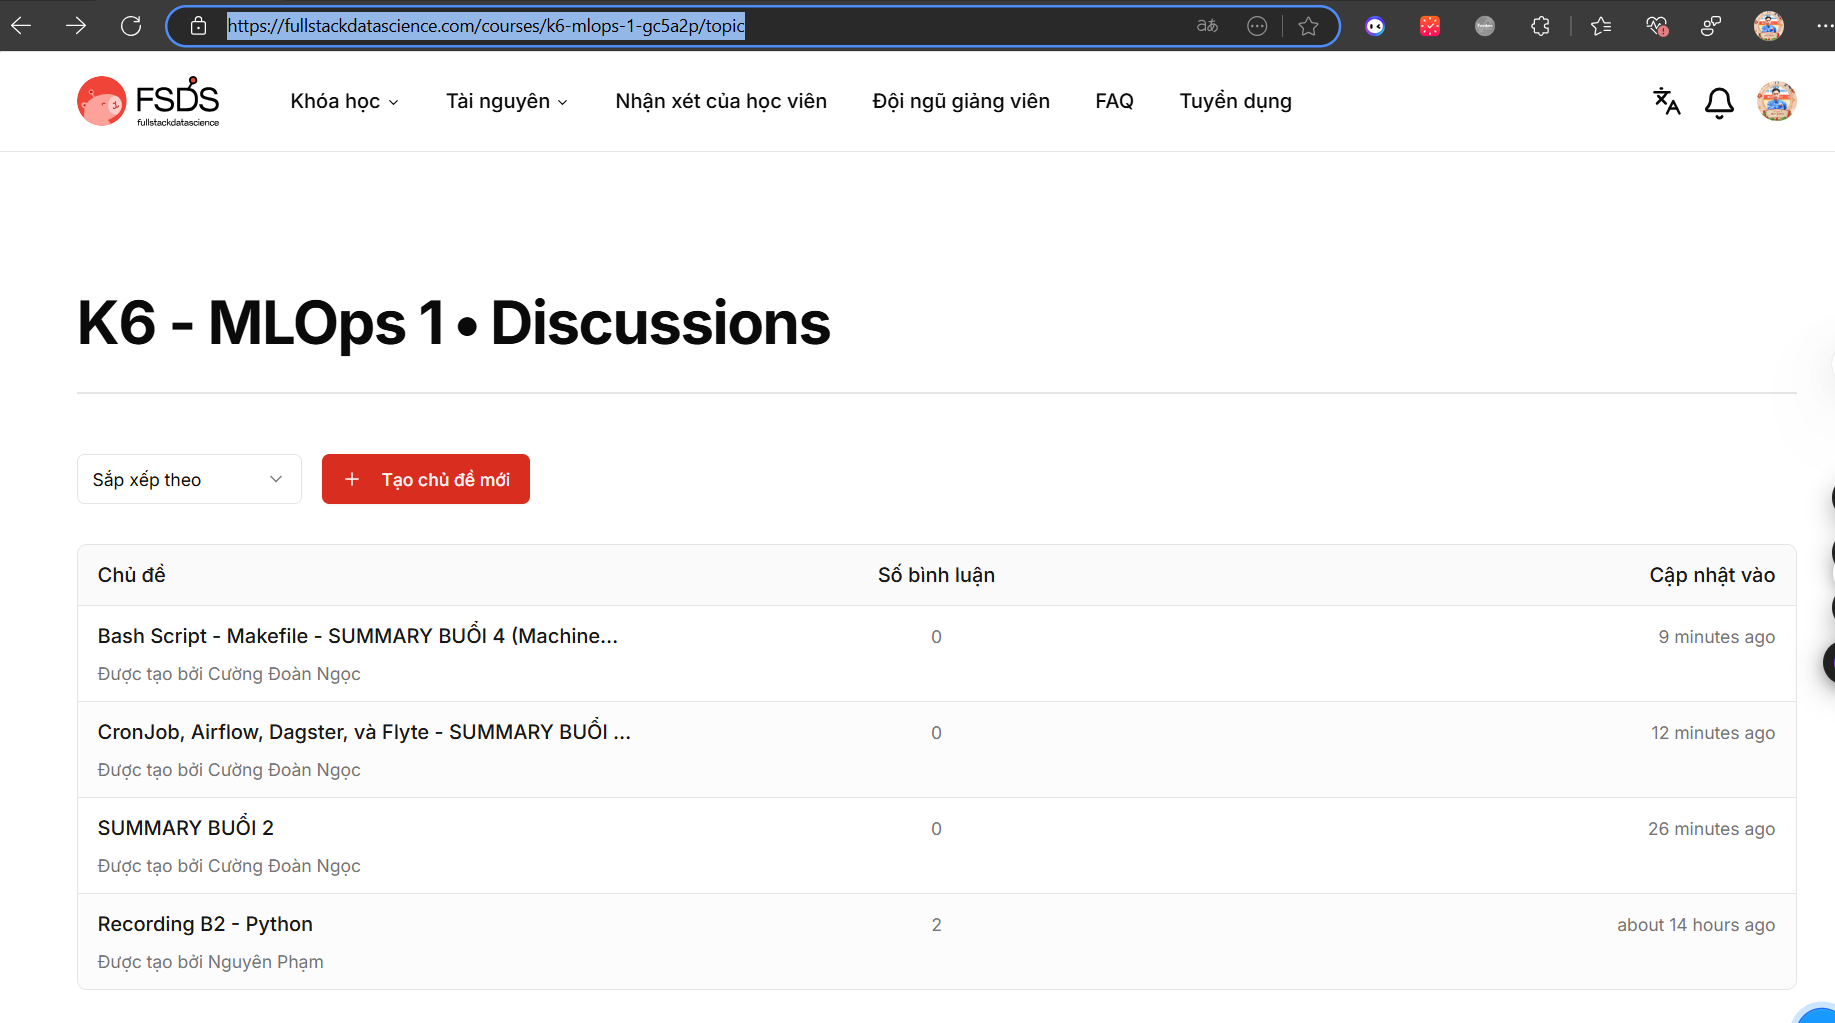 https://fullstackdatascience.com/courses/k6-mlops-1-gc5a2p/topic
FSDS
fullstackdatascience
Khóa học
Tài nguyên
Nhận xét của học viên
Đội ngũ giảng viên
FAQ
Tuyển dụng
K6 - MLOps 1 • Discussions
Sắp xếp theo
+ Tạo chủ đề mới
Chủ đề Số bình luận Cập nhật vào
Bash Script - Makefile - SUMMARY BUỔI 4 (Machine... 0 9 minutes ago
Được tạo bởi Cường Đoàn Ngọc
CronJob, Airflow, Dagster, và Flyte - SUMMARY BUỔI ... 0 12 minutes ago
Được tạo bởi Cường Đoàn Ngọc
SUMMARY BUỔI 2 0 26 minutes ago
Được tạo bởi Cường Đoàn Ngọc
Recording B2 - Python 2 about 14 hours ago
Được tạo bởi Nguyên Phạm